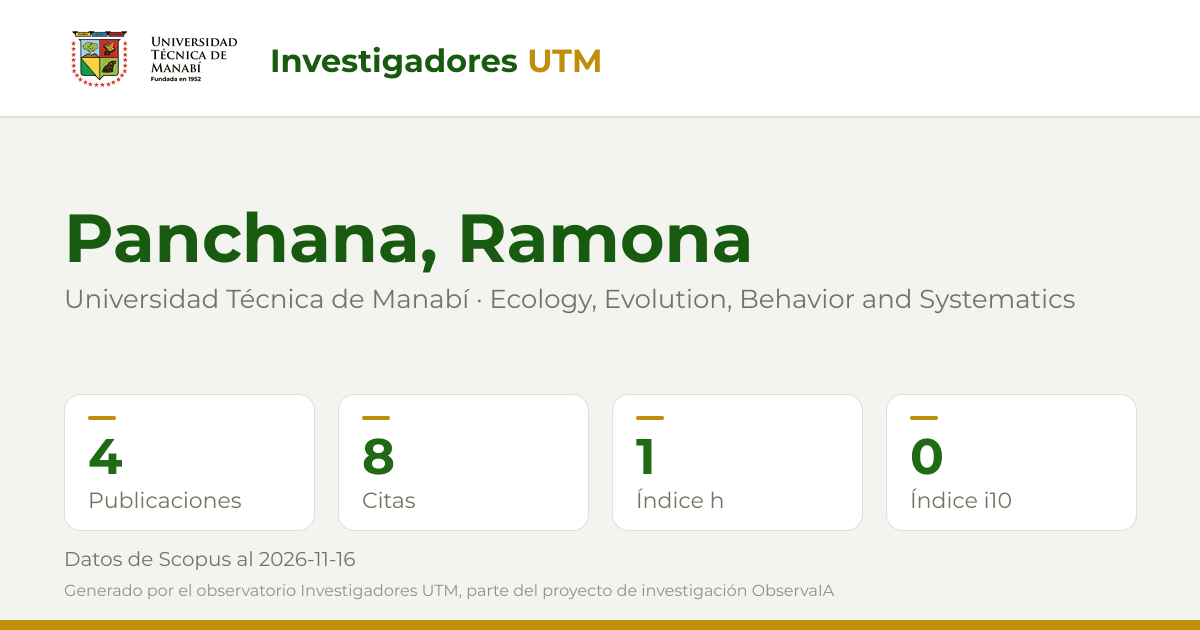 UNIVERSIDAD
TÉCNICA DE
MANABÍ
Fundada en 1952
Investigadores UTM
Panchana, Ramona
Universidad Técnica de Manabí · Ecology, Evolution, Behavior and Systematics
4
Publicaciones
8
Citas
1
Índice h
0
Índice i10
Datos de Scopus al 2026-11-16
Generado por el observatorio Investigadores UTM, parte del proyecto de investigación ObservaIA